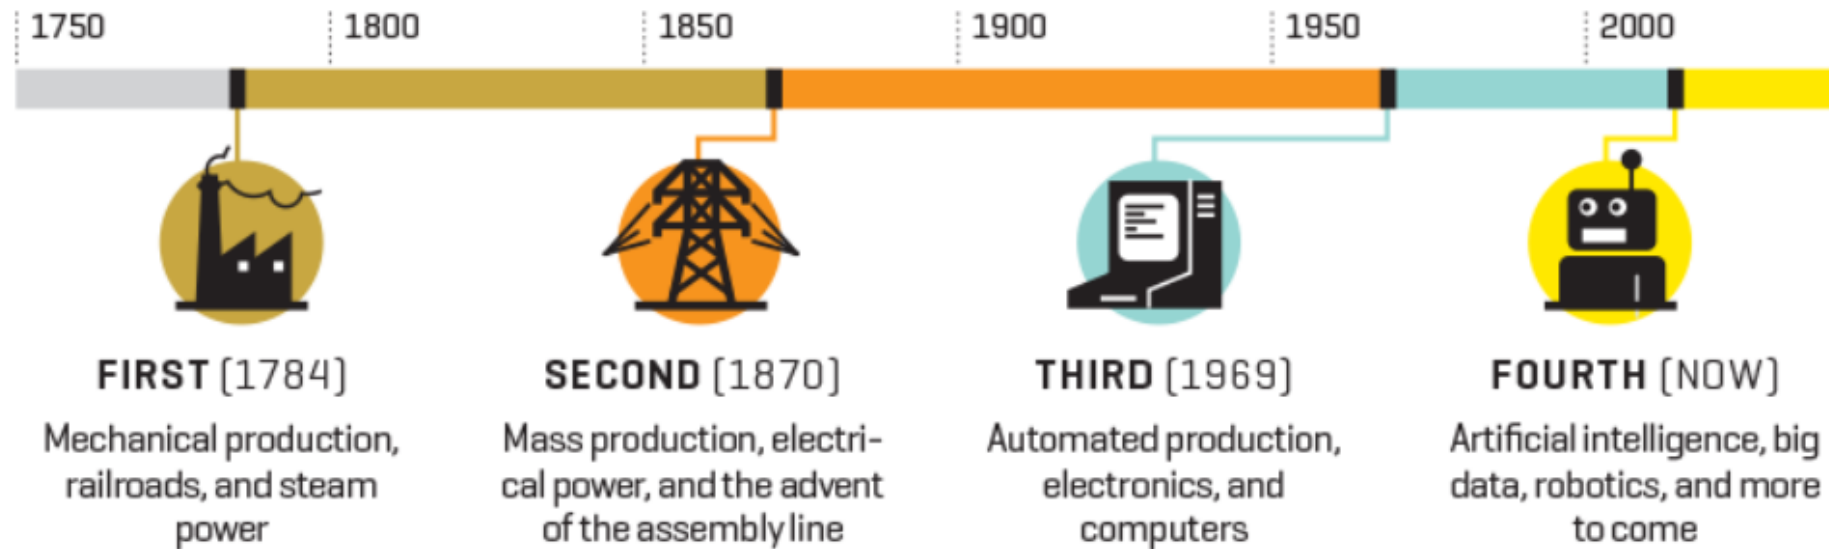 1750
1800
1850
1900
1950
2000
FIRST (1784)
Mechanical production,
railroads, and steam
power
SECOND (1870)
Mass production, electri-
cal power, and the advent
of the assembly line
THIRD (1969)
Automated production,
electronics, and
computers
FOURTH (NOW)
Artificial intelligence, big
data, robotics, and more
to come